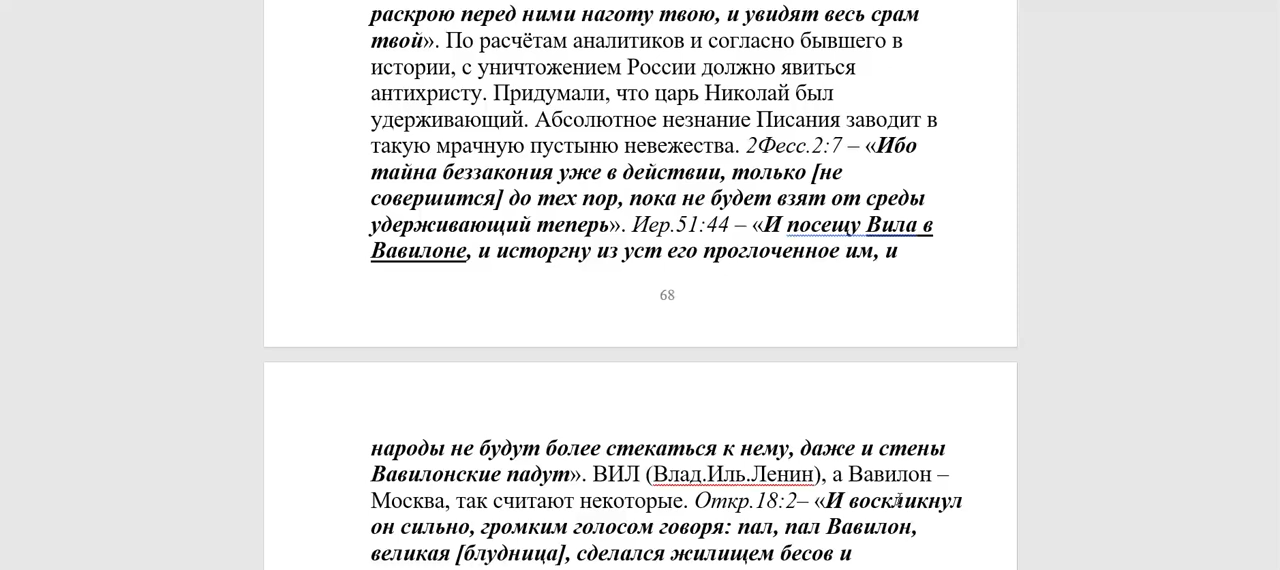 раскрою перед ними наготу твою, и увидят весь срам
твой». По расчётам аналитиков и согласно бывшего в
истории, с уничтожением России должно явиться
антихристу. Придумали, что царь Николай был
удерживающий. Абсолютное незнание Писания заводит в
такую мрачную пустыню невежества. 2Фесс.2:7 – «Ибо
тайна беззакония уже в действии, только [не
совершится] до тех пор, пока не будет взят от среды
удерживающий теперь». Иер.51:44 – «И посещу Вила в
Вавилоне, и исторгну из уст его проглоченное им, и
68
народы не будут более стекаться к нему, даже и стены
Вавилонские падут». ВИЛ (Влад.Иль.Ленин), а Вавилон –
Москва, так считают некоторые. Откр.18:2– «И воскликнул
он сильно, громким голосом говоря: пал, пал Вавилон,
великая [блудница], сделался жилищем бесов и